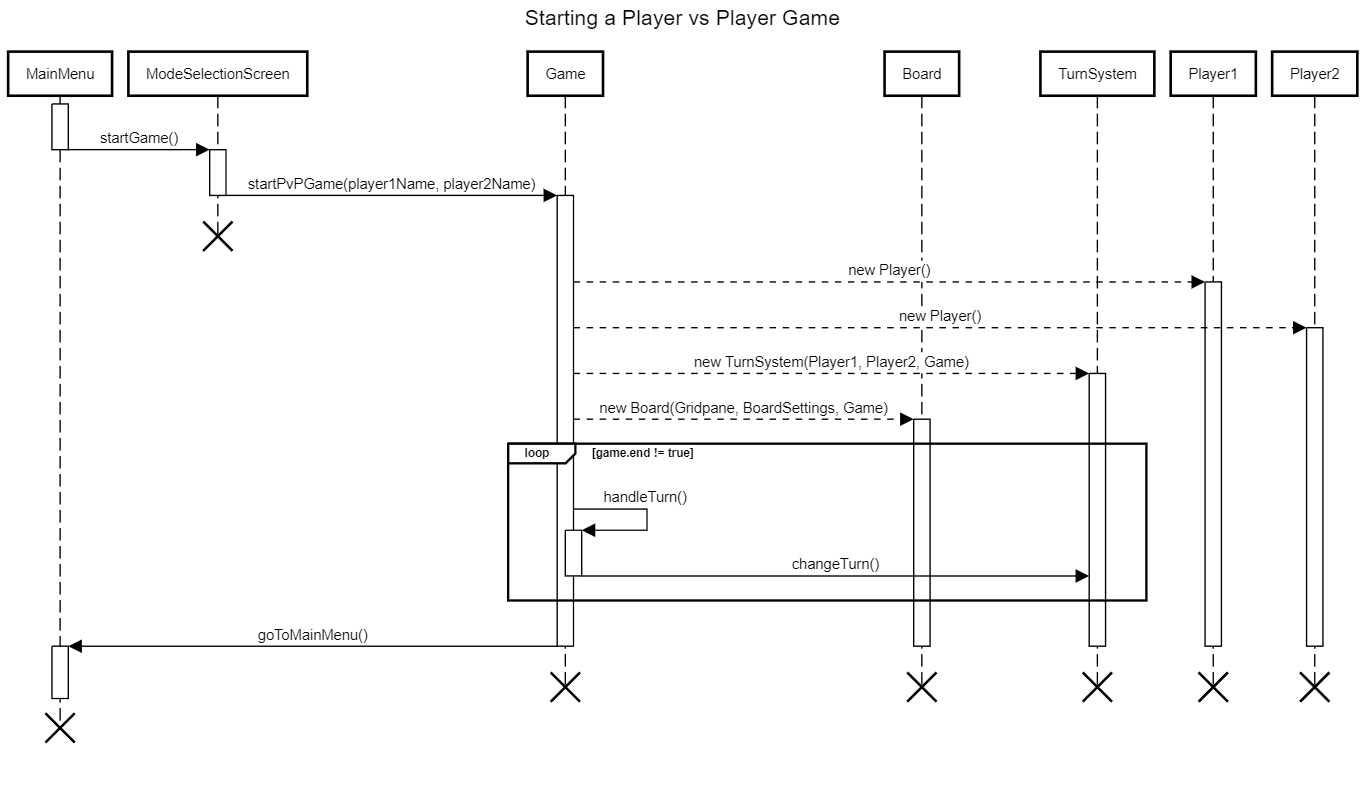 Starting a Player vs Player Game
MainMenu
ModeSelectionScreen
Game
Board
TurnSystem
Player1
Player2
startGame()
startPvPGame(player1Name, player2Name)
new Player()
new Player()
new TurnSystem(Player1, Player2, Game)
new Board(Gridpane, BoardSettings, Game)
loop
[game.end != true]
handleTurn()
changeTurn()
goToMainMenu()